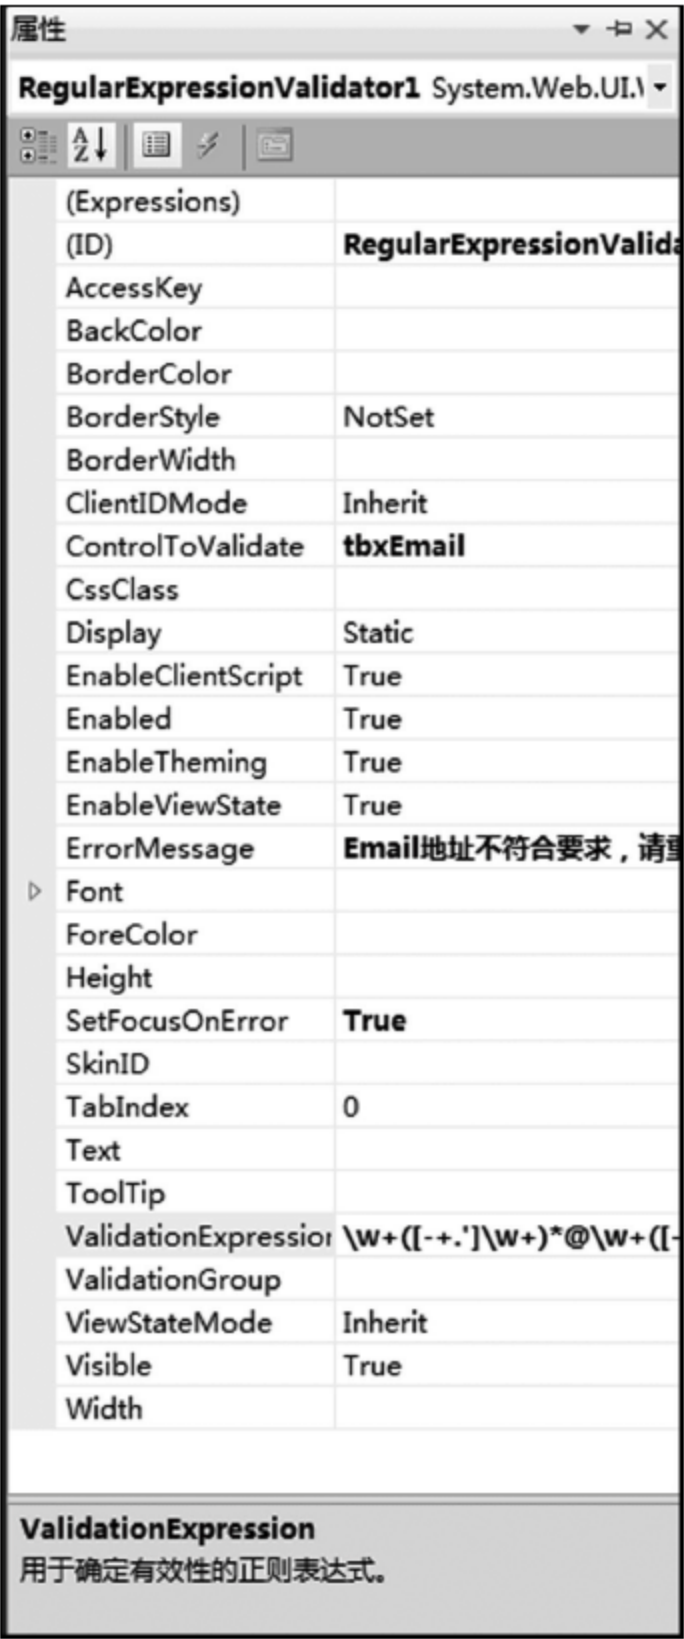 属性
RegularExpressionValidator1 System.Web.UI.
(Expressions)
(ID) RegularExpressionValida
AccessKey
BackColor
BorderColor
BorderStyle NotSet
BorderWidth
ClientIDMode Inherit
ControlToValidate tbxEmail
CssClass
Display Static
EnableClientScript True
Enabled True
EnableTheming True
EnableViewState True
ErrorMessage Email地址不符合要求，请重
Font
ForeColor
Height
SetFocusOnError True
SkinID
TabIndex 0
Text
ToolTip
ValidationExpression \w+([-+.']\w+)*@\w+([-
ValidationGroup
ViewStateMode Inherit
Visible True
Width
ValidationExpression
用于确定有效性的正则表达式。